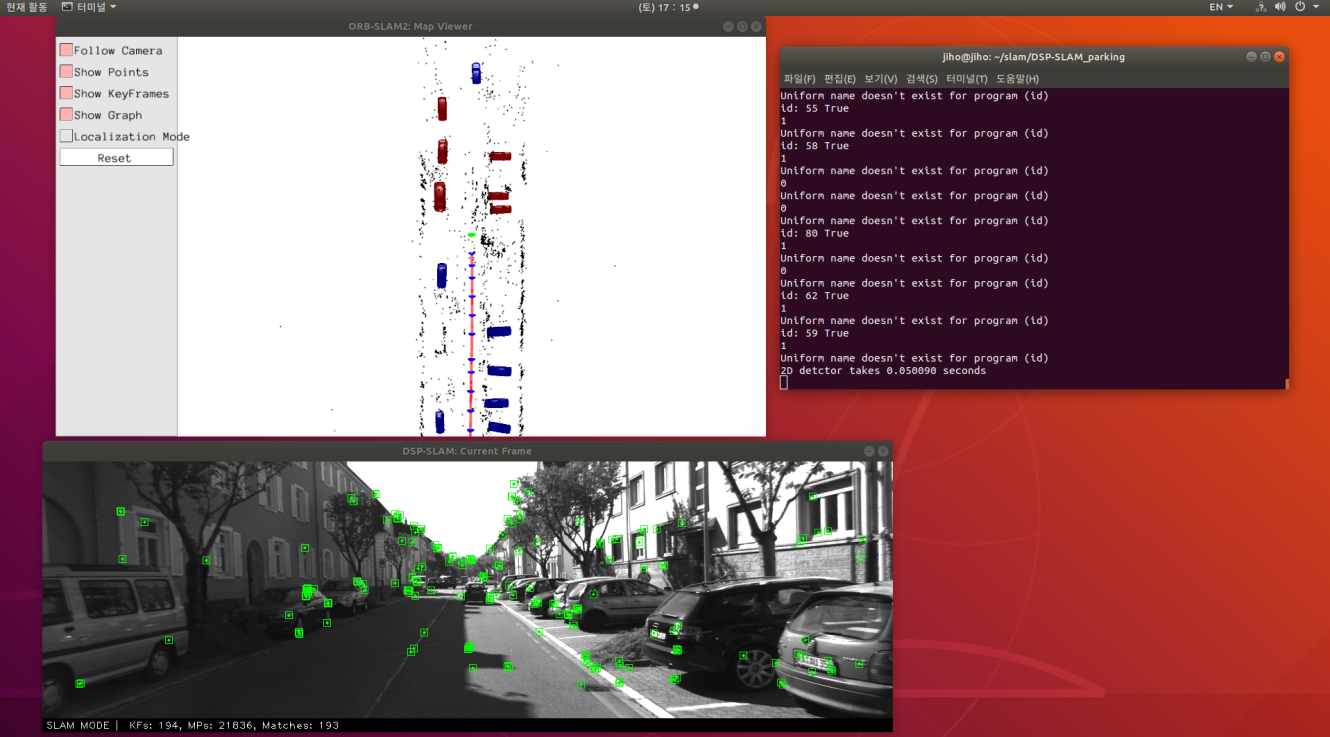 현재 활동 터미널 (토) 17 : 15 EN
ORB-SLAM2: Map Viewer
Follow Camera
Show Points
Show KeyFrames
Show Graph
Localization Mode
Reset
jiho@jiho: ~/slam/DSP-SLAM_parking
파일(F) 편집(E) 보기(V) 검색(S) 터미널(T) 도움말(H)
Uniform name doesn't exist for program (id)
id: 55 True
1
Uniform name doesn't exist for program (id)
id: 58 True
1
Uniform name doesn't exist for program (id)
0
Uniform name doesn't exist for program (id)
0
Uniform name doesn't exist for program (id)
id: 80 True
1
Uniform name doesn't exist for program (id)
0
Uniform name doesn't exist for program (id)
id: 62 True
1
Uniform name doesn't exist for program (id)
id: 59 True
1
Uniform name doesn't exist for program (id)
2D detctor takes 0.050090 seconds
DSP-SLAM: Current Frame
SLAM MODE | KFs: 194, MPs: 21836, Matches: 193